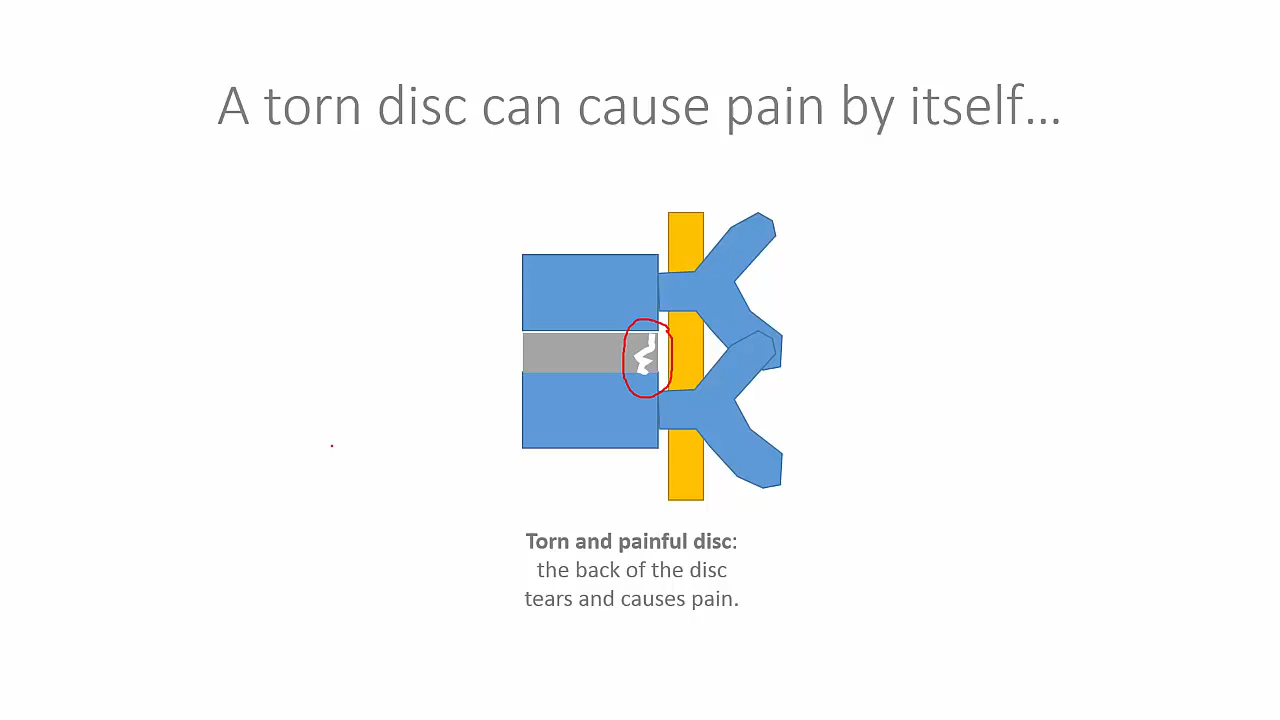 A torn disc can cause pain by itself...
Torn and painful disc:
the back of the disc
tears and causes pain.